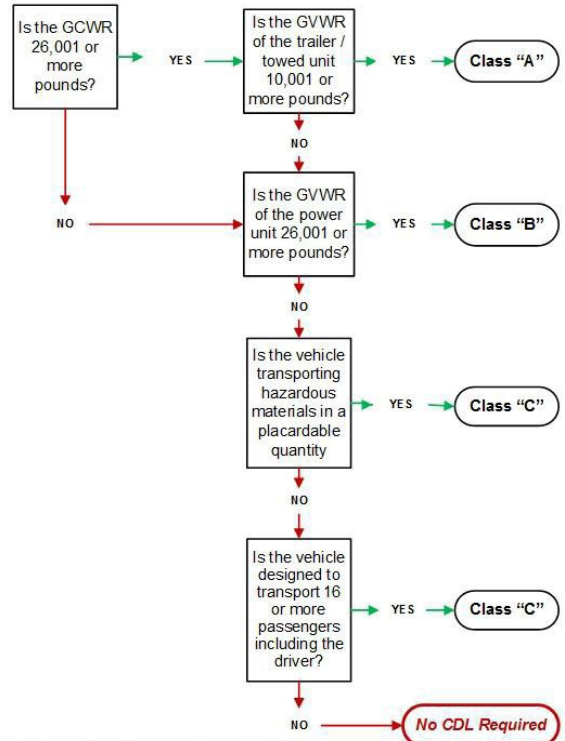 Is the GCWR
26,001 or
more
pounds?
YES
Is the GVWR
of the trailer /
towed unit
10,001 or
more pounds?
YES
Class “A”
NO
NO
Is the GVWR
of the power
unit 26,001 or
more pounds?
YES
Class “B”
NO
Is the vehicle
transporting
hazardous
materials in a
placardable
quantity
YES
Class “C”
NO
Is the vehicle
designed to
transport 16
or more
passengers
including the
driver?
YES
Class “C”
NO
No CDL Required